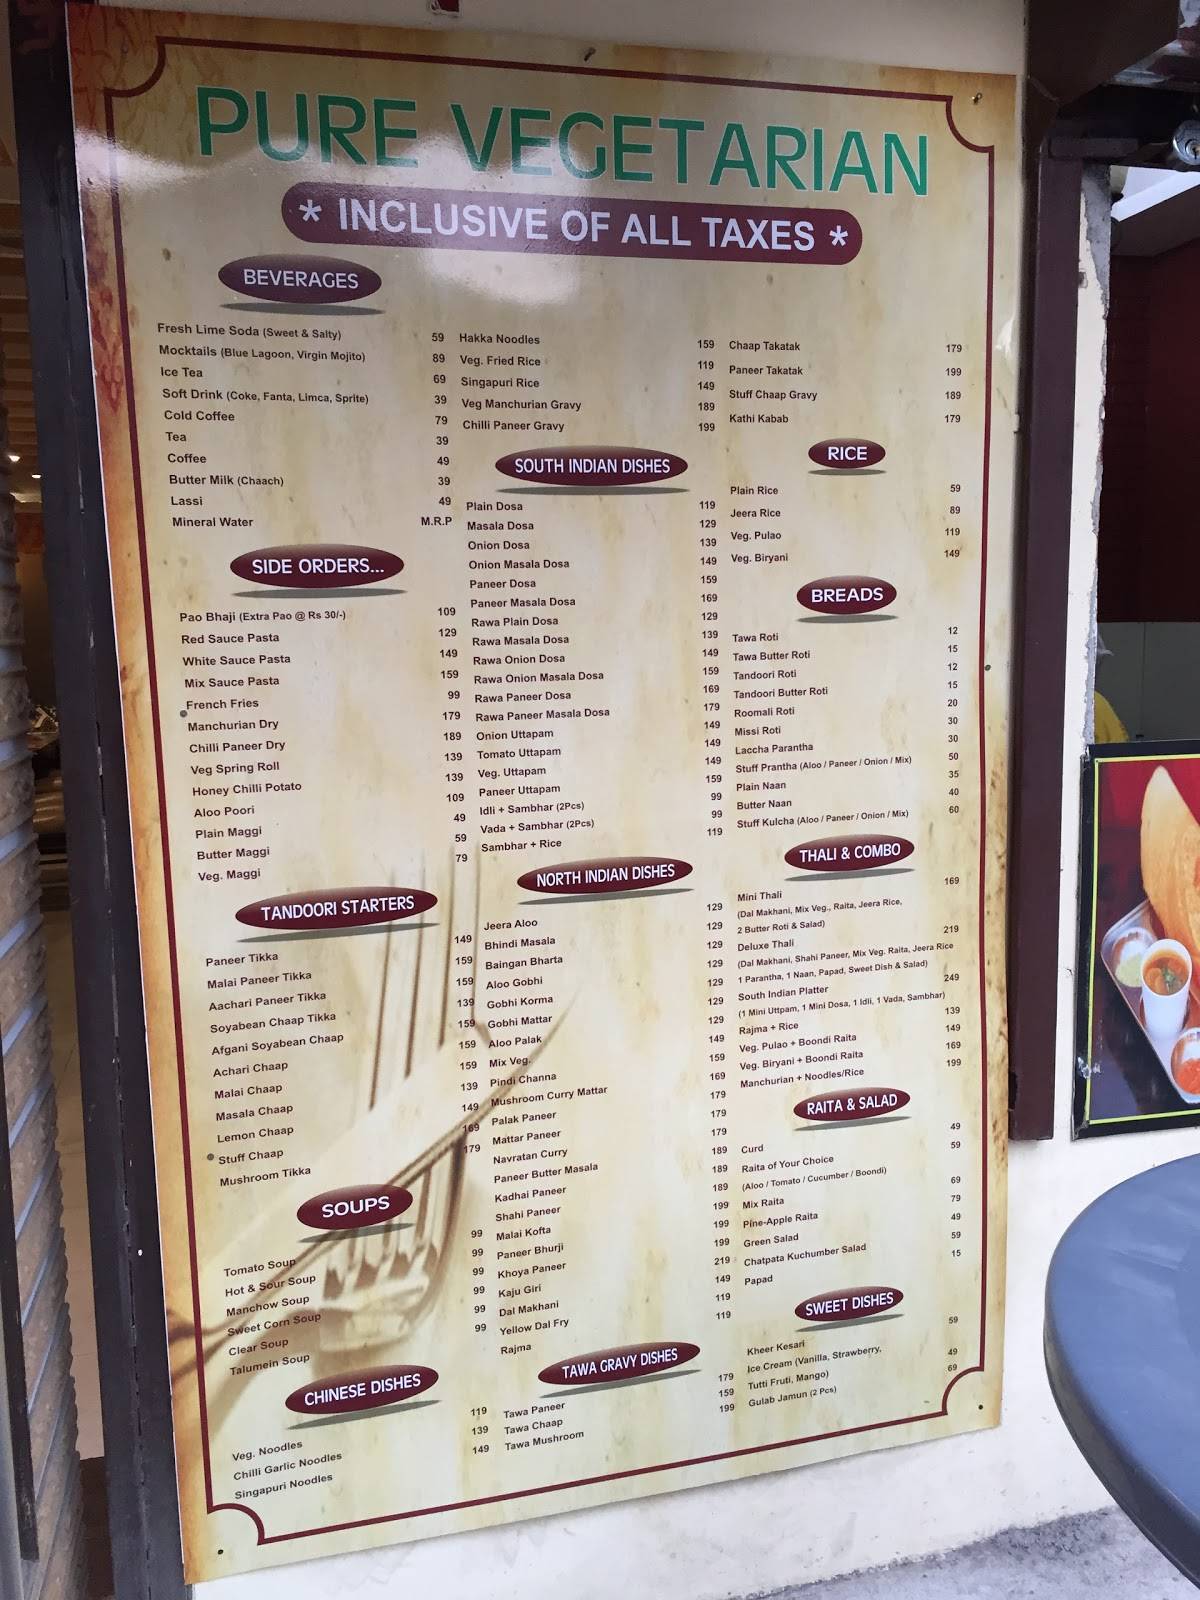 PURE VEGETARIAN
* INCLUSIVE OF ALL TAXES *
BEVERAGES
Fresh Lime Soda (Sweet & Salty) 59
Mocktails (Blue Lagoon, Virgin Mojito) 89
Ice Tea 69
Soft Drink (Coke, Fanta, Limca, Sprite) 39
Cold Coffee 79
Tea 39
Coffee 49
Butter Milk (Chaach) 39
Lassi 49
Mineral Water M.R.P
SIDE ORDERS...
Pao Bhaji (Extra Pao @ Rs 30/-) 109
Red Sauce Pasta 129
White Sauce Pasta 149
Mix Sauce Pasta 159
French Fries 99
Manchurian Dry 179
Chilli Paneer Dry 189
Veg Spring Roll 139
Honey Chilli Potato 139
Aloo Poori 109
Plain Maggi 49
Butter Maggi 59
Veg. Maggi 79
TANDOORI STARTERS
Paneer Tikka 149
Malai Paneer Tikka 159
Aachari Paneer Tikka 159
Soyabean Chaap Tikka 139
Afgani Soyabean Chaap 159
Achari Chaap 159
Malai Chaap 159
Masala Chaap 139
Lemon Chaap 149
Stuff Chaap 169
Mushroom Tikka 179
SOUPS
Tomato Soup 99
Hot & Sour Soup 99
Manchow Soup 99
Sweet Corn Soup 99
Clear Soup 99
Talumein Soup 99
CHINESE DISHES
Veg. Noodles 119
Chilli Garlic Noodles 139
Singapuri Noodles 149
Hakka Noodles 159
Veg. Fried Rice 119
Singapuri Rice 149
Veg Manchurian Gravy 189
Chilli Paneer Gravy 199
SOUTH INDIAN DISHES
Plain Dosa 119
Masala Dosa 129
Onion Dosa 139
Onion Masala Dosa 149
Paneer Dosa 159
Paneer Masala Dosa 169
Rawa Plain Dosa 129
Rawa Masala Dosa 139
Rawa Onion Dosa 149
Rawa Onion Masala Dosa 159
Rawa Paneer Dosa 169
Rawa Paneer Masala Dosa 179
Onion Uttapam 149
Tomato Uttapam 149
Veg. Uttapam 149
Paneer Uttapam 159
Idli + Sambhar (2Pcs) 99
Vada + Sambhar (2Pcs) 99
Sambhar + Rice 119
NORTH INDIAN DISHES
Jeera Aloo 129
Bhindi Masala 129
Baingan Bharta 129
Aloo Gobhi 129
Gobhi Korma 129
Gobhi Mattar 129
Aloo Palak 129
Mix Veg. 149
Pindi Channa 159
Mushroom Curry Mattar 169
Palak Paneer 179
Mattar Paneer 179
Navratan Curry 179
Paneer Butter Masala 189
Kadhai Paneer 189
Shahi Paneer 189
Malai Kofta 199
Paneer Bhurji 199
Khoya Paneer 199
Kaju Giri 219
Dal Makhani 149
Yellow Dal Fry 119
Rajma 119
TAWA GRAVY DISHES
Tawa Paneer 179
Tawa Chaap 159
Tawa Mushroom 199
Chaap Takatak 179
Paneer Takatak 199
Stuff Chaap Gravy 189
Kathi Kabab 179
RICE
Plain Rice 59
Jeera Rice 89
Veg. Pulao 119
Veg. Biryani 149
BREADS
Tawa Roti 12
Tawa Butter Roti 15
Tandoori Roti 12
Tandoori Butter Roti 15
Roomali Roti 20
Missi Roti 30
Laccha Parantha 30
Stuff Prantha (Aloo / Paneer / Onion / Mix) 50
Plain Naan 35
Butter Naan 40
Stuff Kulcha (Aloo / Paneer / Onion / Mix) 60
THALI & COMBO
Mini Thali 169
(Dal Makhani, Mix Veg., Raita, Jeera Rice,
2 Butter Roti & Salad)
Deluxe Thali 219
(Dal Makhani, Shahi Paneer, Mix Veg. Raita, Jeera Rice
1 Parantha, 1 Naan, Papad, Sweet Dish & Salad)
South Indian Platter 249
(1 Mini Uttpam, 1 Mini Dosa, 1 Idli, 1 Vada, Sambhar)
Rajma + Rice 139
Veg. Pulao + Boondi Raita 149
Veg. Biryani + Boondi Raita 169
Manchurian + Noodles/Rice 199
RAITA & SALAD
Curd 49
Raita of Your Choice 59
(Aloo / Tomato / Cucumber / Boondi)
Mix Raita 69
Pine-Apple Raita 79
Green Salad 49
Chatpata Kuchumber Salad 59
Papad 15
SWEET DISHES
Kheer Kesari 59
Ice Cream (Vanilla, Strawberry, 49
Tutti Fruti, Mango)
Gulab Jamun (2 Pcs) 69